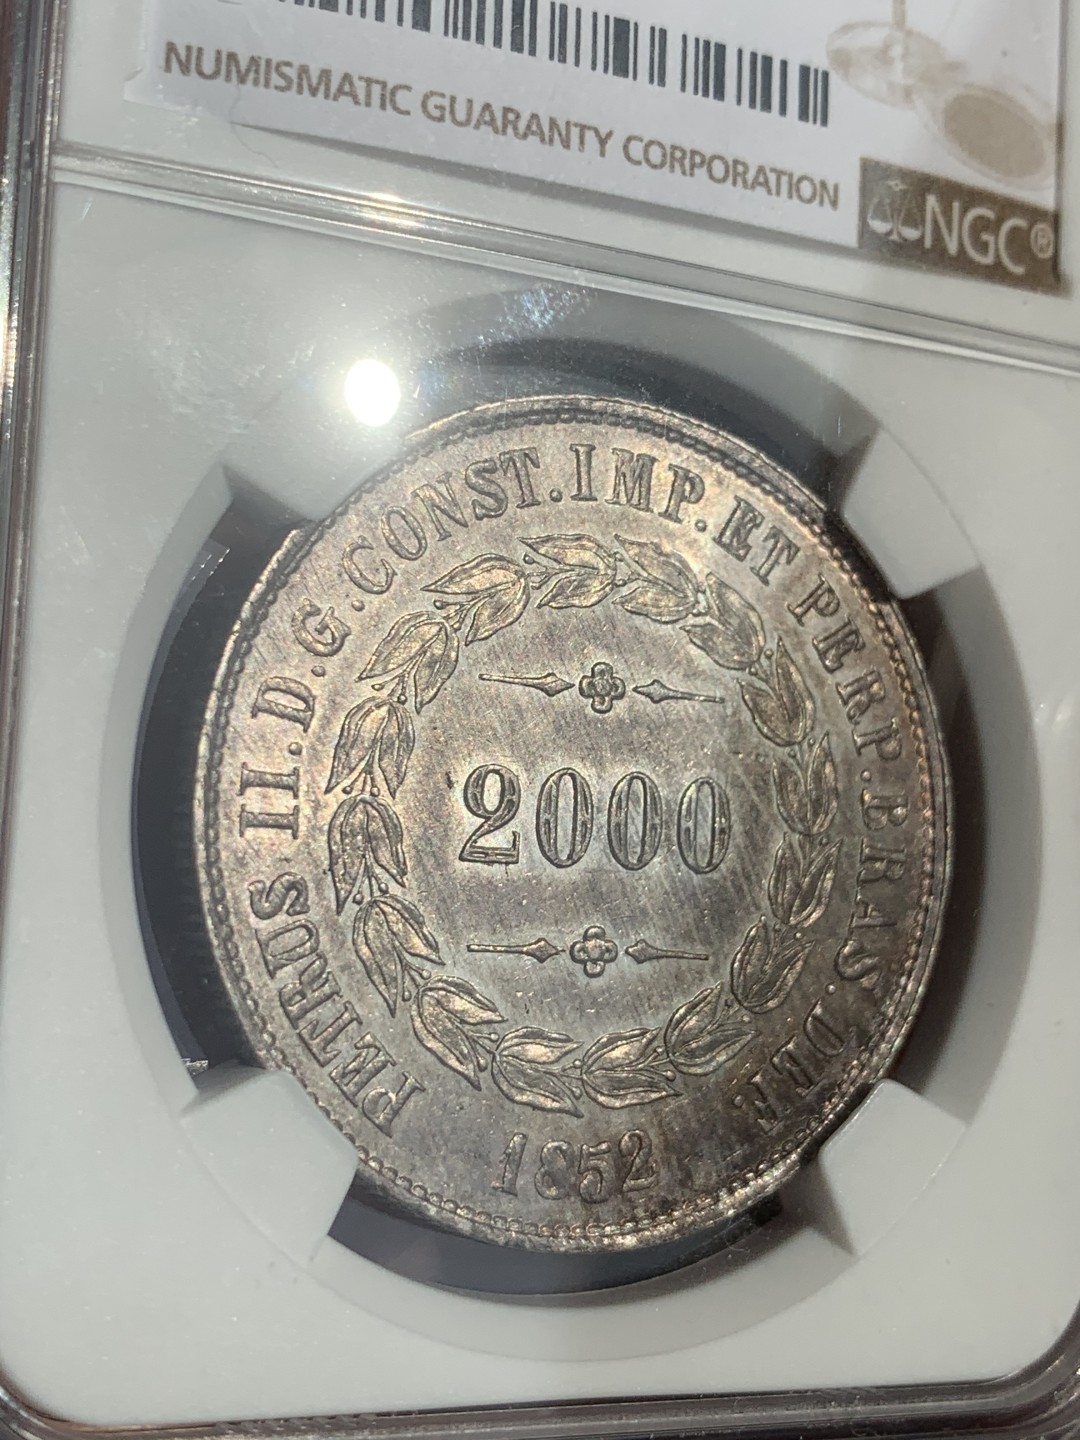 NUMISMATIC GUARANTY CORPORATION
NGC®
PETRUS II.D.G.CONST.IMP.ET PERP.BRAS.DEF.
2000
1852